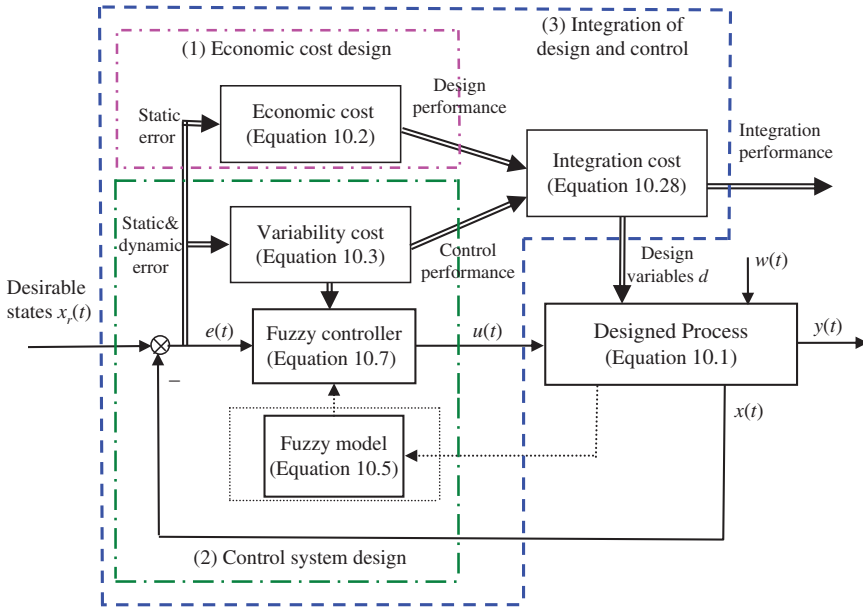 (1) Economic cost design
(3) Integration of
design and control
Static
error
Economic cost
(Equation 10.2)
Design
performance
Integration cost
(Equation 10.28)
Integration
performance
Static&
dynamic
error
Variability cost
(Equation 10.3)
Control
performance
Design
variables d
w(t)
Desirable
states xr(t)
e(t)
Fuzzy controller
(Equation 10.7)
u(t)
Designed Process
(Equation 10.1)
y(t)
−
x(t)
Fuzzy model
(Equation 10.5)
(2) Control system design